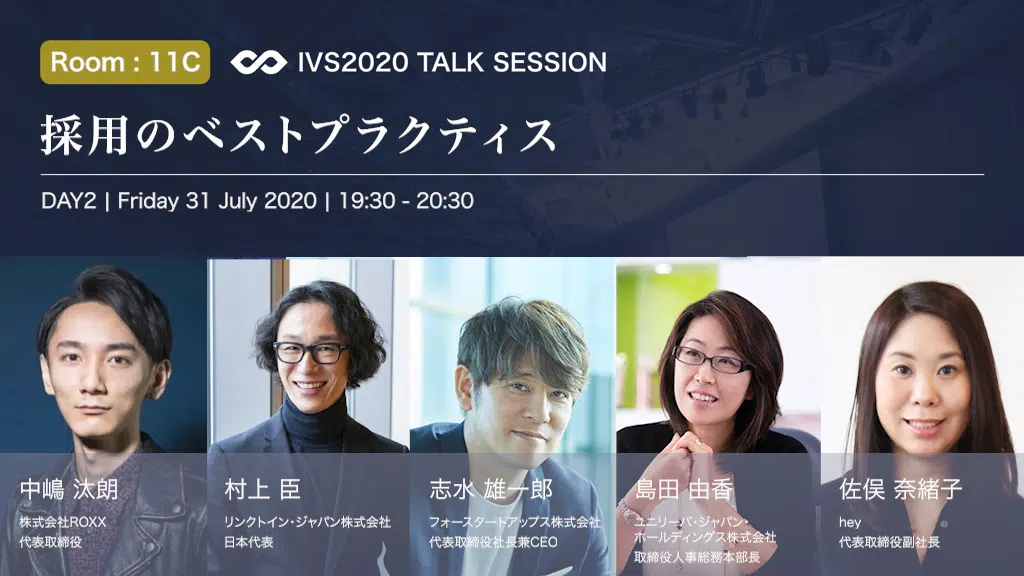 Room : 11C
IVS2020 TALK SESSION
採用のベストプラクティス
DAY2 | Friday 31 July 2020 | 19:30 - 20:30
中嶋 汰朗
株式会社ROXX
代表取締役
村上 臣
リンクトイン・ジャパン株式会社
日本代表
志水 雄一郎
フォースタートアップス株式会社
代表取締役社長兼CEO
島田 由香
ユニリーバ・ジャパン・
ホールディングス株式会社
取締役人事総務本部長
佐俣 奈緒子
hey
代表取締役副社長